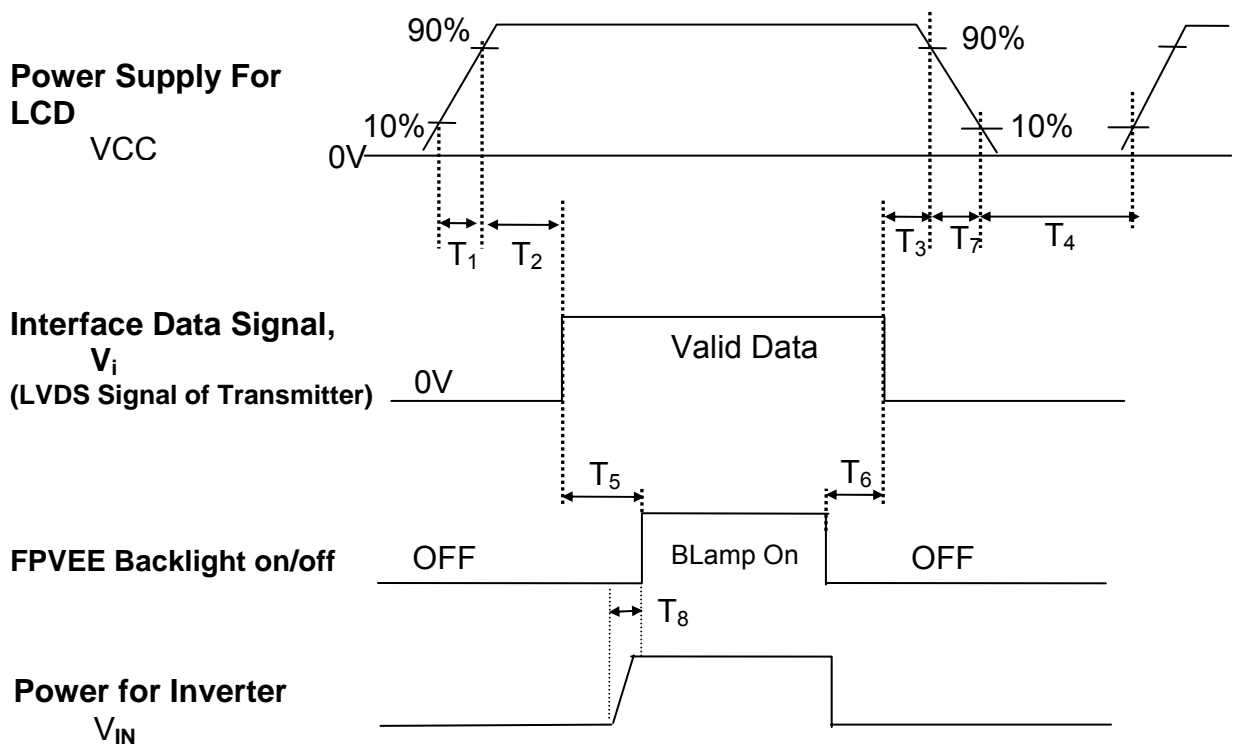 90%
90%
Power Supply For
LCD
10%
10%
VCC
0V
T1
T2
T3
T7
T4
Interface Data Signal,
Vi
Valid Data
(LVDS Signal of Transmitter)
0V
T5
T6
FPVEE Backlight on/off
OFF
BLamp On
OFF
T8
Power for Inverter
VIN